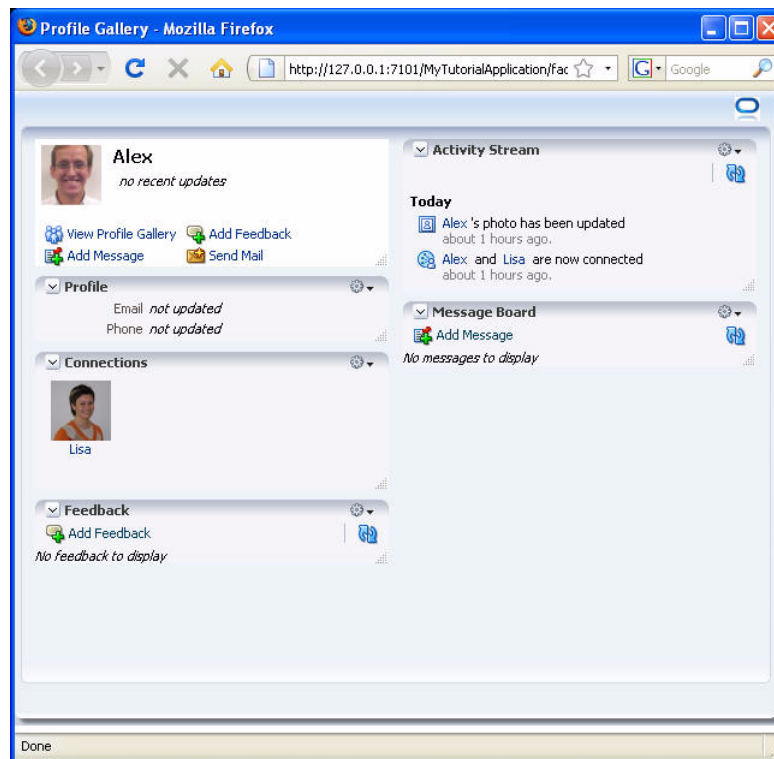 Profile Gallery - Mozilla Firefox
http://127.0.0.1:7101/MyTutorialApplication/fac
G
Google
Alex
no recent updates
View Profile Gallery
Add Feedback
Add Message
Send Mail
Profile
Email not updated
Phone not updated
Connections
Lisa
Feedback
Add Feedback
No feedback to display
Activity Stream
Today
Alex 's photo has been updated
about 1 hours ago.
Alex and Lisa are now connected
about 1 hours ago.
Message Board
Add Message
No messages to display
Done